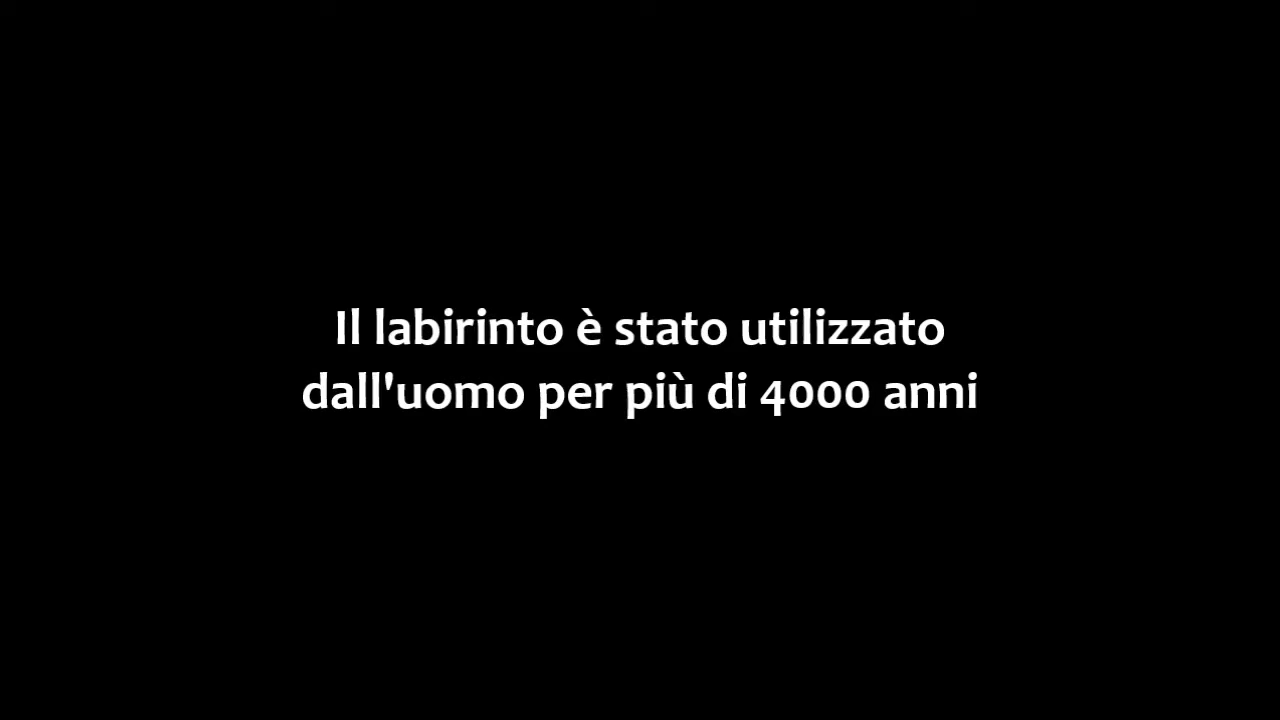 Il labirinto è stato utilizzato
dall'uomo per più di 4000 anni